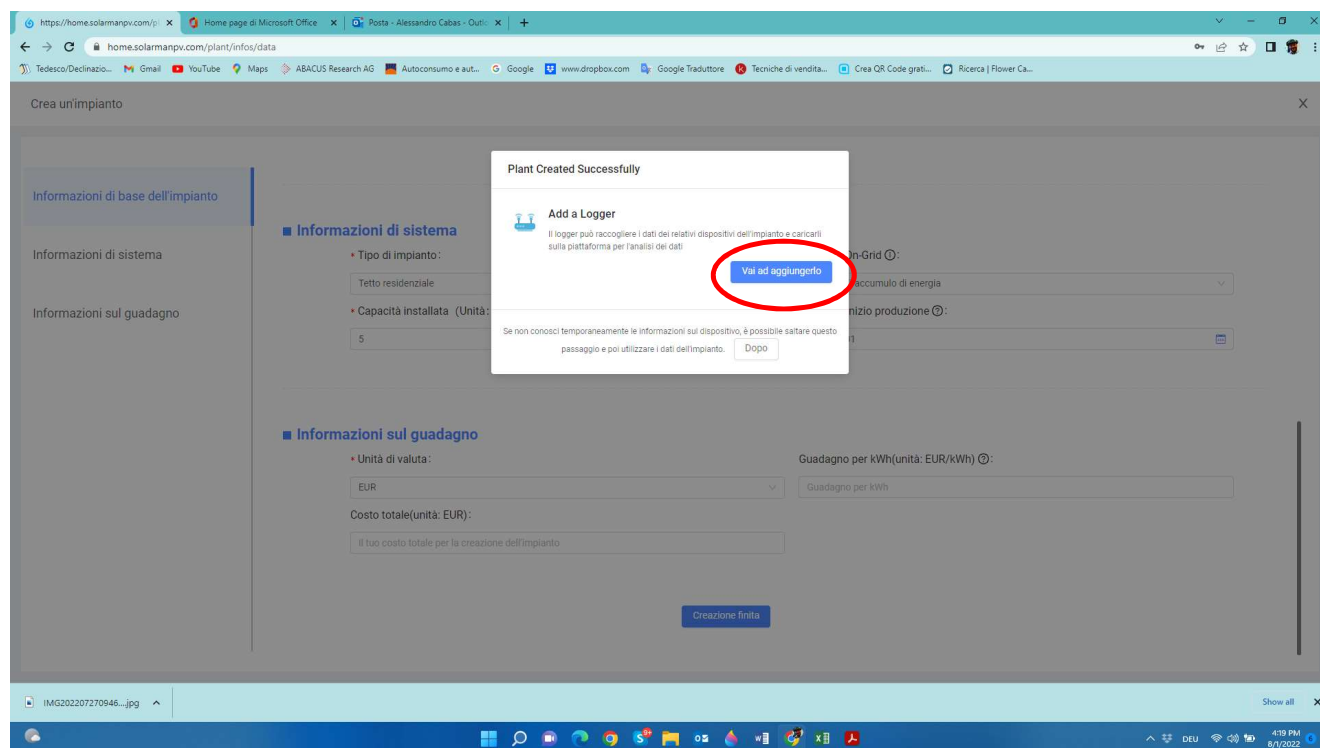 https://home.solarmanpv.com/pl
Home page di Microsoft Office
Posta - Alessandro Cabas - Outlo
home.solarmanpv.com/plant/infos/data
Tedesco/Declinazio...
Gmail
YouTube
Maps
ABACUS Research AG
Autoconsumo e aut...
Google
www.dropbox.com
Google Traduttore
Tecniche di vendita...
Crea QR Code grati...
Ricerca | Flower Ca...
Crea un'impianto
Plant Created Successfully
Add a Logger
Il logger può raccogliere i dati dei relativi dispositivi dell'impianto e caricarli
sulla piattaforma per l'analisi dei dati
Vai ad aggiungerlo
Se non conosci temporaneamente le informazioni sul dispositivo, è possibile saltare questo
passaggio e poi utilizzare i dati dell'impianto.
Dopo
Informazioni di base dell'impianto
Informazioni di sistema
Informazioni sul guadagno
Informazioni di sistema
* Tipo di impianto:
On-Grid:
Tetto residenziale
accumulo di energia
* Capacità installata (Unità:
nizio produzione:
5
Informazioni sul guadagno
* Unità di valuta:
Guadagno per kWh(unità: EUR/kWh):
EUR
Guadagno per kWh
Costo totale(unità: EUR):
Il tuo costo totale per la creazione dell'impianto
Creazione finita
IMG202207270946....jpg
Show all
DEU
4:19 PM
8/1/2022